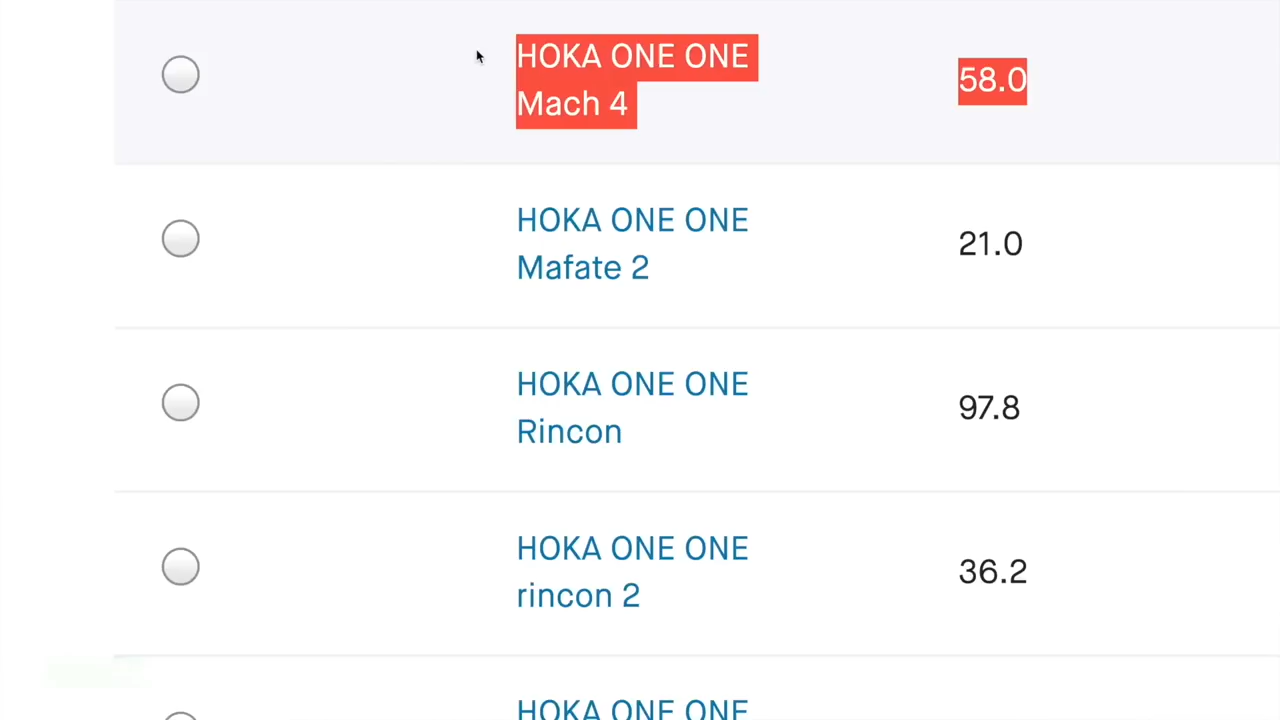 HOKA ONE ONE
Mach 4
58.0
HOKA ONE ONE
Mafate 2
21.0
HOKA ONE ONE
Rincon
97.8
HOKA ONE ONE
rincon 2
36.2
HOKA ONE ONE